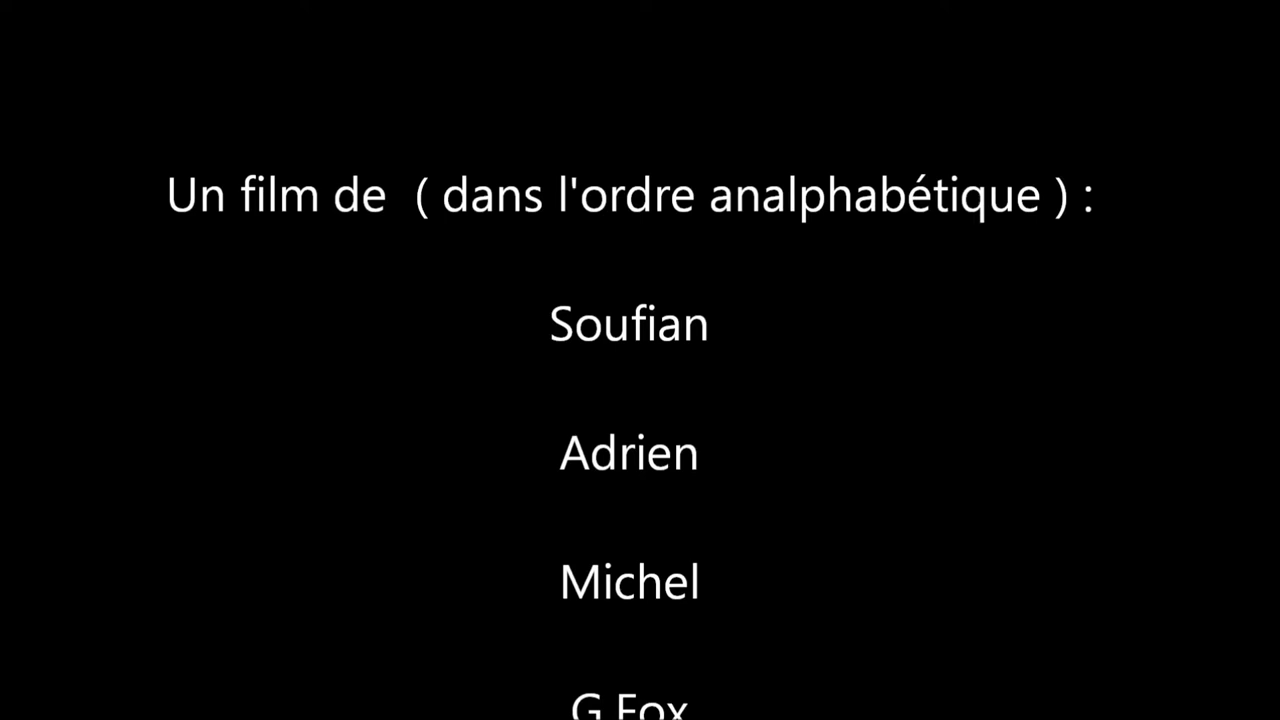 Un film de  ( dans l'ordre analphabétique ) :
Soufian
Adrien
Michel
G Fox